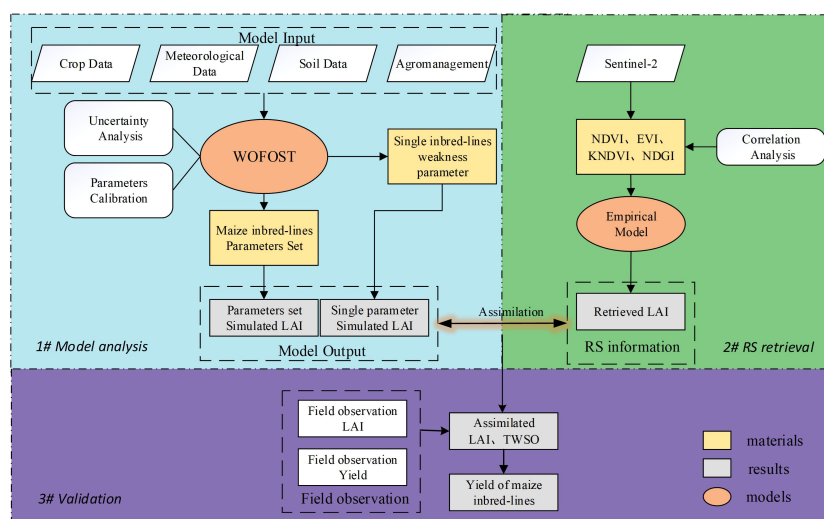 Model Input
Crop Data
Meteorological
Data
Soil Data
Agromanagement
Uncertainty
Analysis
Parameters
Calibration
WOFOST
Single inbred-lines
weakness
parameter
Maize inbred-lines
Parameters Set
Parameters set
Simulated LAI
Single parameter
Simulated LAI
Model Output
1# Model analysis
Sentinel-2
NDVI、EVI、
KNDVI、NDGI
Correlation
Analysis
Empirical
Model
Assimilation
Retrieved LAI
RS information
2# RS retrieval
Field observation
LAI
Field observation
Yield
Field observation
Assimilated
LAI、TWSO
Yield of maize
inbred-lines
3# Validation
materials
results
models